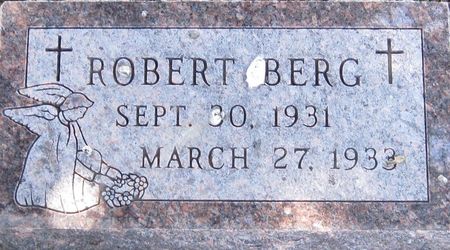 ROBERT BERG
SEPT. 30, 1931
MARCH 27, 1933